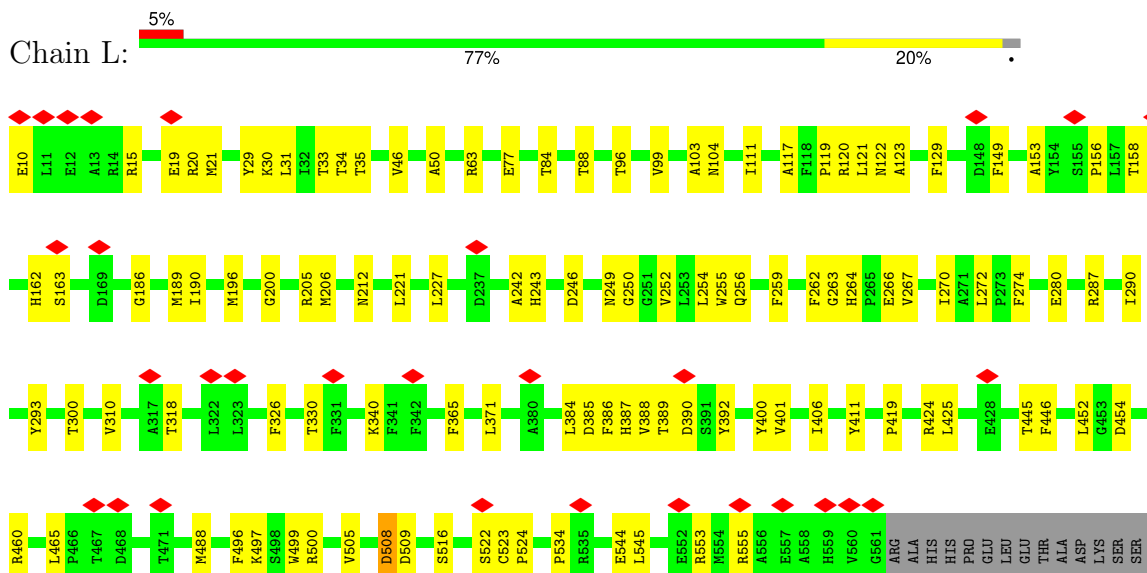 5%
Chain L:
77% 20% •
E10 L11 E12 A13 R14 R15 E19 R20 M21 Y29 K30 L31 I32 T33 T34 T35 V46 A50 R63 E77 T84 T88 T96 V99 A103 N104 I111 A117 F118 P119 R120 L121 N122 A123 F129 D148 F149 A153 Y154 S155 P156 L157 T158
H162 S163 D169 G186 M189 I190 M196 G200 R205 M206 N212 L221 L227 D237 A242 H243 D246 N249 G250 G251 V252 L253 L254 W255 Q256 F259 F262 G263 H264 P265 E266 V267 I270 A271 L272 P273 F274 E280 R287 I290
Y293 T300 V310 A317 T318 L322 L323 F326 T330 F331 K340 F341 F342 F365 L371 A380 L384 D385 F386 H387 V388 T389 D390 S391 Y392 Y400 V401 I406 Y411 P419 R424 L425 E428 T445 F446 L452 G453 D454
R460 L465 P466 T467 D468 T471 M488 F496 K497 S498 W499 R500 V505 D508 D509 S516 S522 C523 P524 P534 R535 E544 L545 E552 R553 M554 R555 A556 E557 A558 H559 V560 G561 ARG ALA HIS HIS PRO GLU LEU GLU THR ALA ASP LYS SER SER